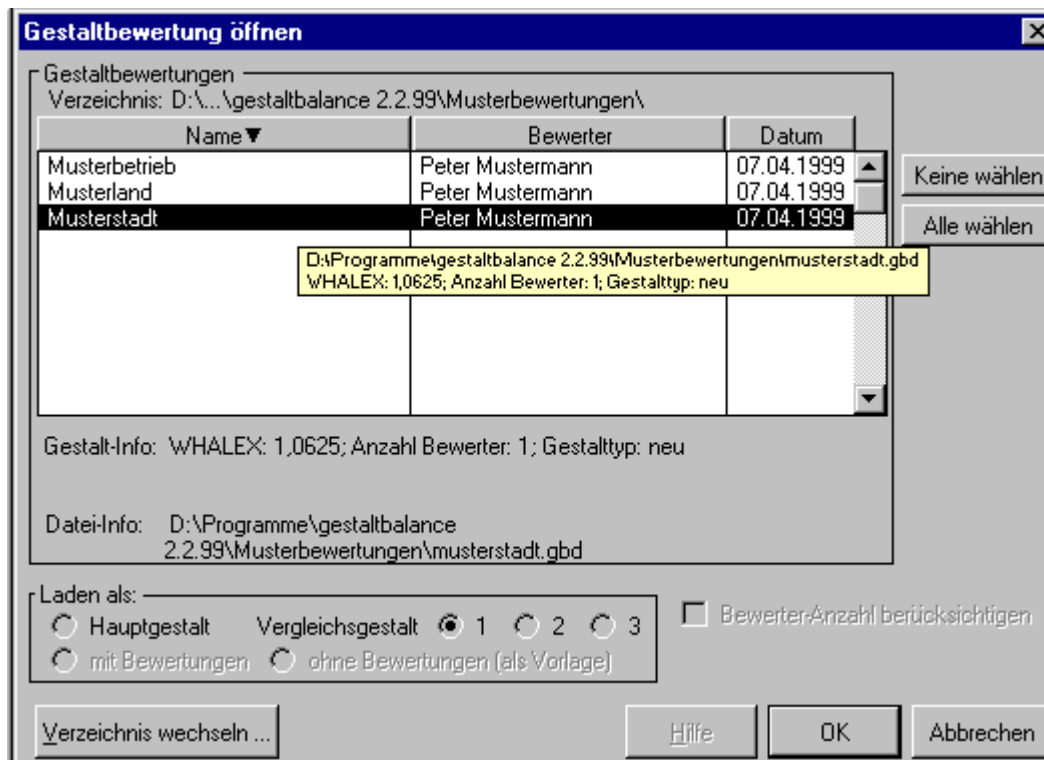 Gestaltbewertung öffnen
Gestaltbewertungen
Verzeichnis: D:\...\gestaltbalance 2.2.99\Musterbewertungen\
Name▼ Bewerter Datum
Musterbetrieb Peter Mustermann 07.04.1999
Musterland Peter Mustermann 07.04.1999
Musterstadt Peter Mustermann 07.04.1999
Keine wählen
Alle wählen
D:\Programme\gestaltbalance 2.2.99\Musterbewertungen\musterstadt.gbd
WHALEX: 1,0625; Anzahl Bewerter: 1; Gestalttyp: neu
Gestalt-Info: WHALEX: 1,0625; Anzahl Bewerter: 1; Gestalttyp: neu
Datei-Info: D:\Programme\gestaltbalance
2.2.99\Musterbewertungen\musterstadt.gbd
Laden als:
Hauptgestalt Vergleichsgestalt 1 2 3
mit Bewertungen ohne Bewertungen (als Vorlage)
Bewerter-Anzahl berücksichtigen
Verzeichnis wechseln ... Hilfe OK Abbrechen